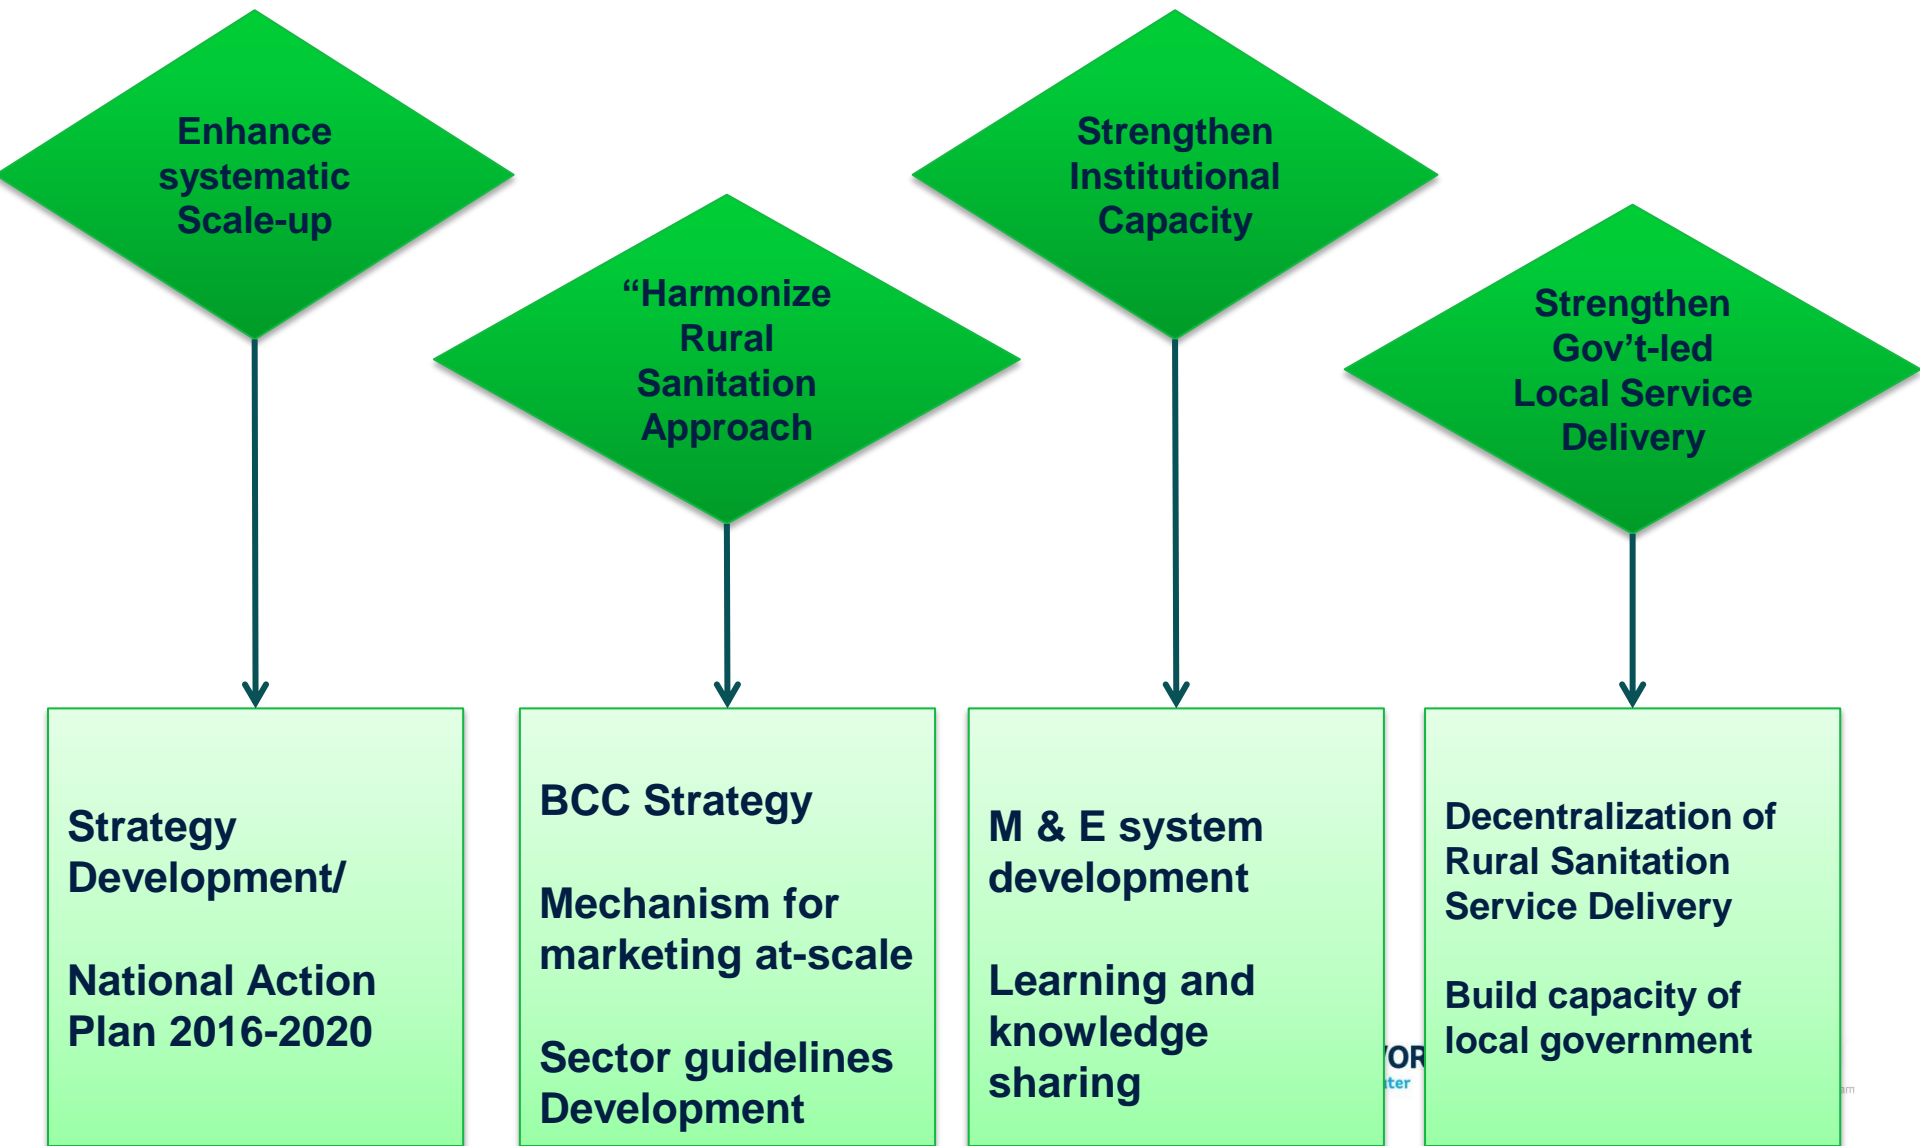 Enhance
systematic
Scale-up
“Harmonize
Rural
Sanitation
Approach
Strengthen
Institutional
Capacity
Strengthen
Gov’t-led
Local Service
Delivery
Strategy
Development/
National Action
Plan 2016-2020
BCC Strategy
Mechanism for
marketing at-scale
Sector guidelines
Development
M & E system
development
Learning and
knowledge
sharing
Decentralization of
Rural Sanitation
Service Delivery
Build capacity of
local government